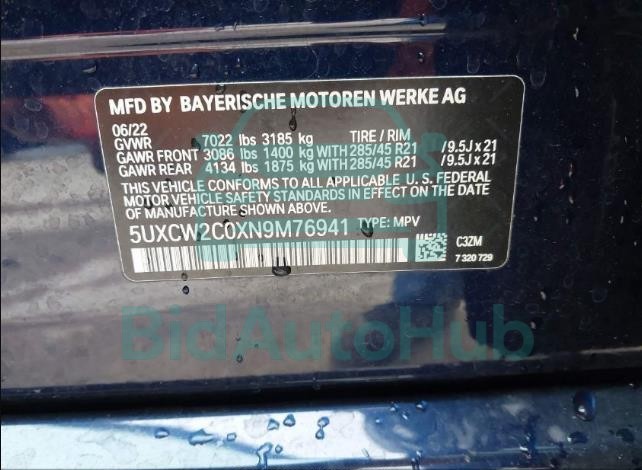 MFD BY BAYERISCHE MOTOREN WERKE AG
06/22
GVWR 7022 lbs 3185 kg TIRE / RIM
GAWR FRONT 3086 lbs 1400 kg WITH 285/45 R21 / 9.5J x 21
GAWR REAR 4134 lbs 1875 kg WITH 285/45 R21 / 9.5J x 21
THIS VEHICLE CONFORMS TO ALL APPLICABLE U. S. FEDERAL
MOTOR VEHICLE SAFETY STANDARDS IN EFFECT ON THE DATE
OF MANUFACTURE SHOWN ABOVE.
5UXCW2C0XN9M76941 TYPE: MPV
C3ZM
7 320 729
BidAutoHub